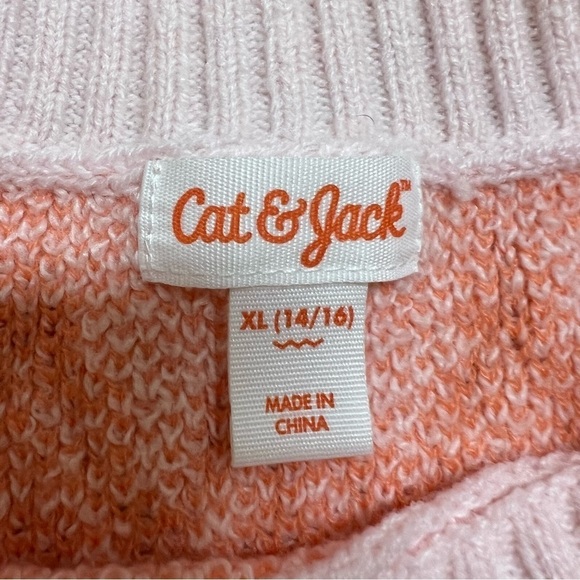 Cat & Jack™
XL (14/16)
MADE IN
CHINA